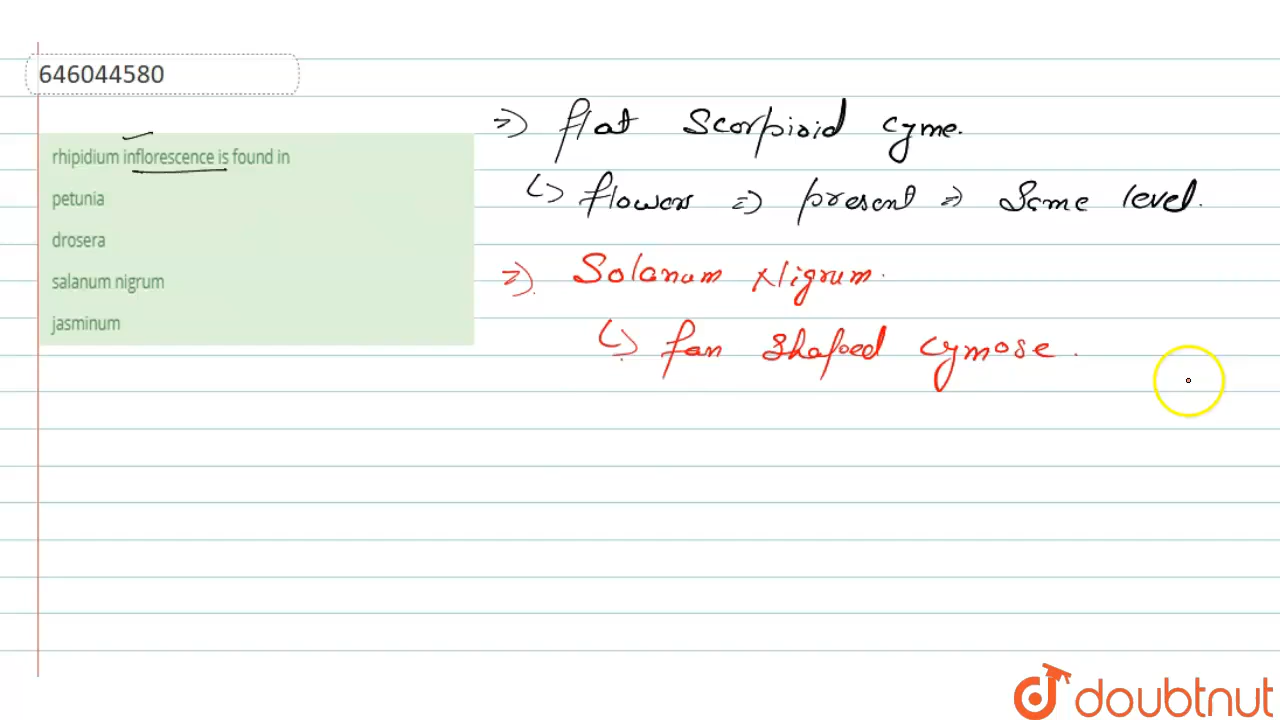 646044580
rhipidium inflorescence is found in
petunia
drosera
salanum nigrum
jasminum
=> flat Scorpioid cyme.
↳ flowers => present => Same level.
=> Solanum Nigrum.
↳ fan shaped cymose.
doubtnut